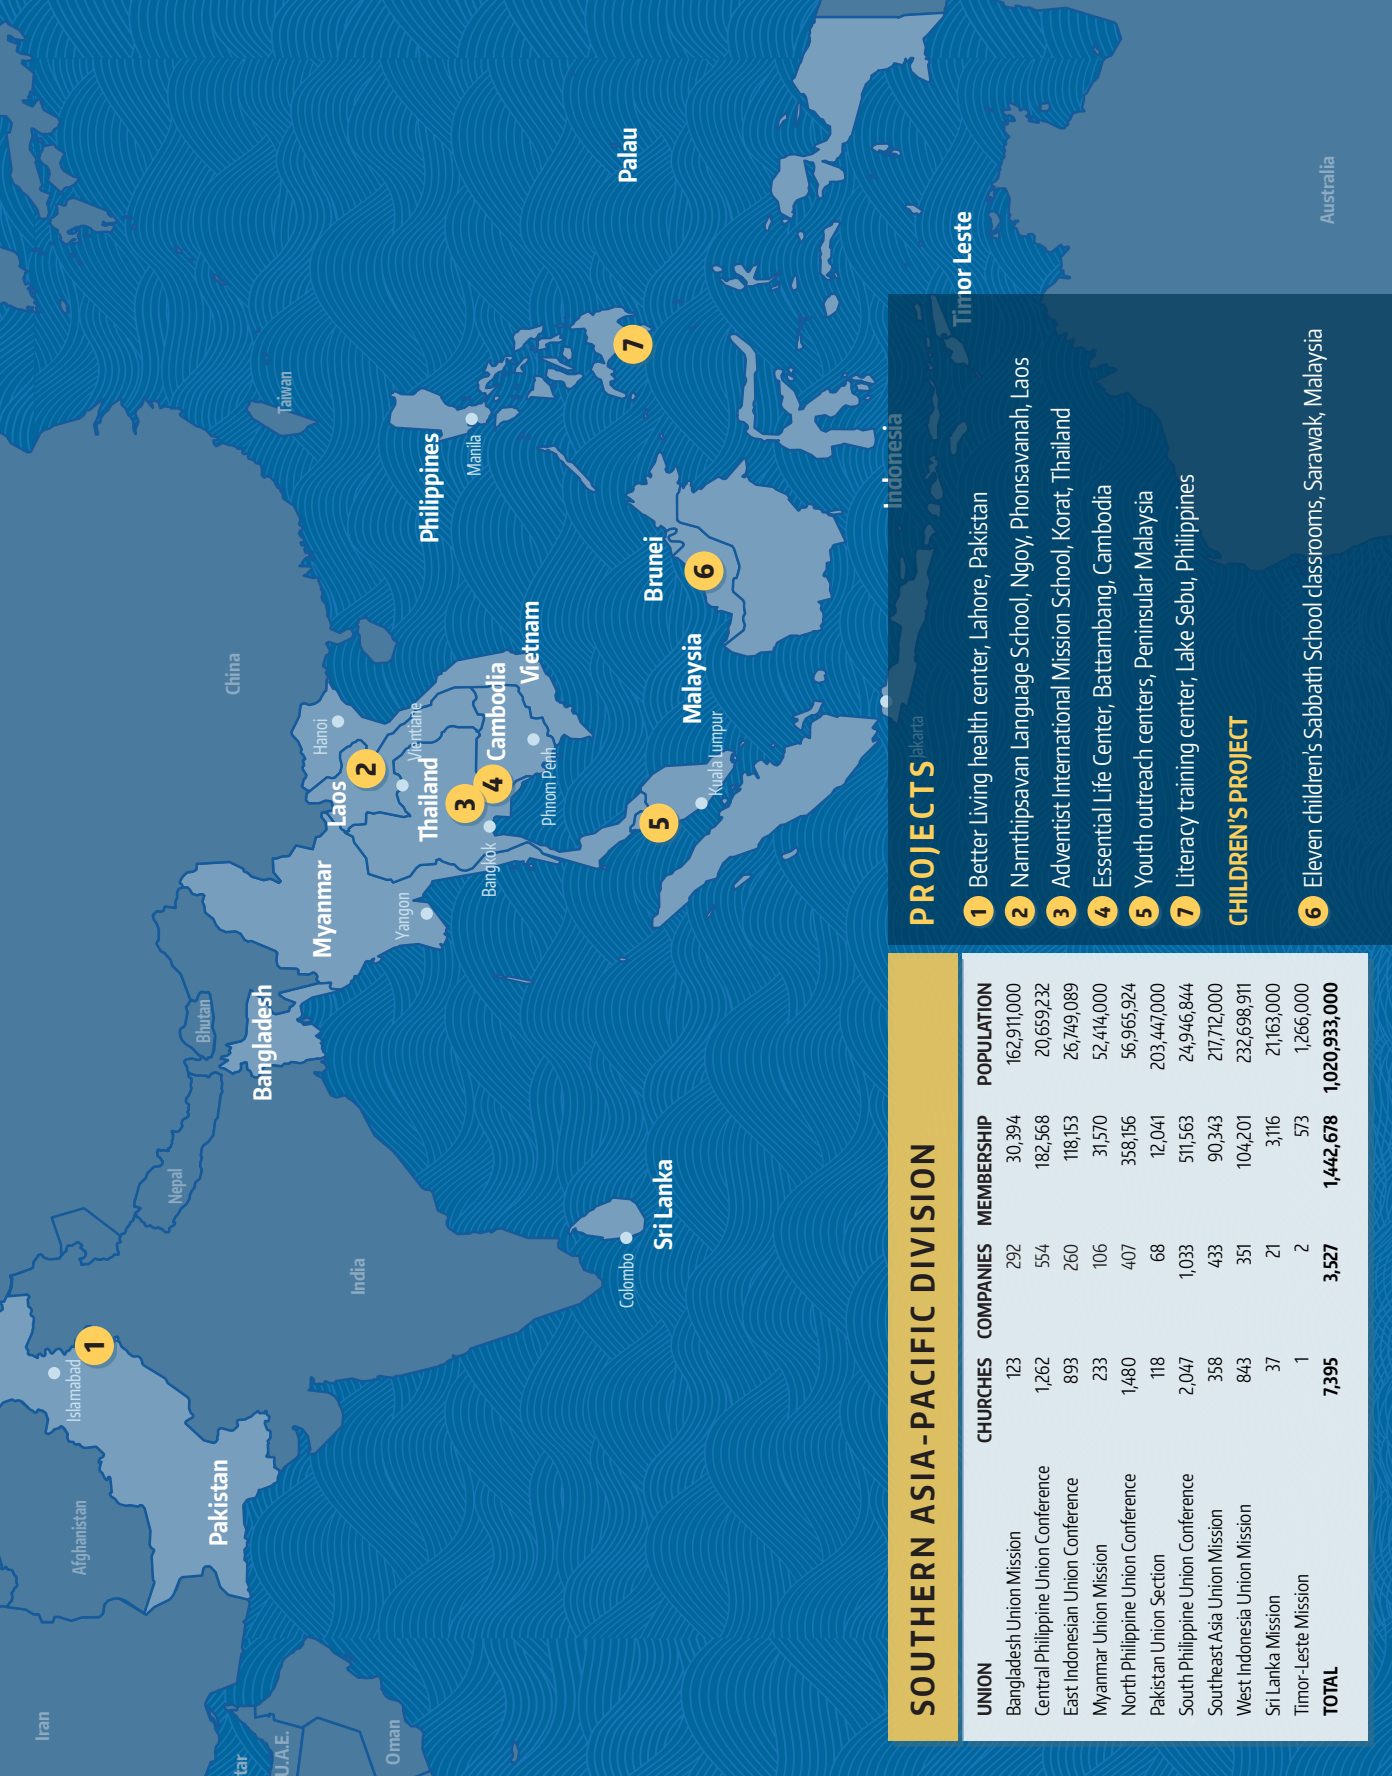 Iran
Afghanistan
Islamabad
Pakistan
tar
U.A.E.
Oman
Nepal
Bhutan
India
Bangladesh
Colombo
Sri Lanka
China
Myanmar
Yangon
Hanoi
Laos
Vientiane
Thailand
Bangkok
Cambodia
Phnom Penh
Vietnam
Taiwan
Philippines
Manila
Palau
Brunei
Malaysia
Kuala Lumpur
Indonesia
Jakarta
Timor Leste
Australia
1
2
3
4
5
6
7
SOUTHERN ASIA-PACIFIC DIVISION
UNION CHURCHES COMPANIES MEMBERSHIP POPULATION
Bangladesh Union Mission 123 292 30,394 162,911,000
Central Philippine Union Conference 1,262 554 182,568 20,659,232
East Indonesian Union Conference 893 260 118,153 26,749,089
Myanmar Union Mission 233 106 31,570 52,414,000
North Philippine Union Conference 1,480 407 358,156 56,965,924
Pakistan Union Section 118 68 12,041 203,447,000
South Philippine Union Conference 2,047 1,033 511,563 24,946,844
Southeast Asia Union Mission 358 433 90,343 217,712,000
West Indonesia Union Mission 843 351 104,201 232,698,911
Sri Lanka Mission 37 21 3,116 21,163,000
Timor-Leste Mission 1 2 573 1,266,000
TOTAL 7,395 3,527 1,442,678 1,020,933,000
PROJECTS
1 Better Living health center, Lahore, Pakistan
2 Namthipsavan Language School, Ngoy, Phonsavanah, Laos
3 Adventist International Mission School, Korat, Thailand
4 Essential Life Center, Battambang, Cambodia
5 Youth outreach centers, Peninsular Malaysia
7 Literacy training center, Lake Sebu, Philippines
CHILDREN'S PROJECT
6 Eleven children's Sabbath School classrooms, Sarawak, Malaysia